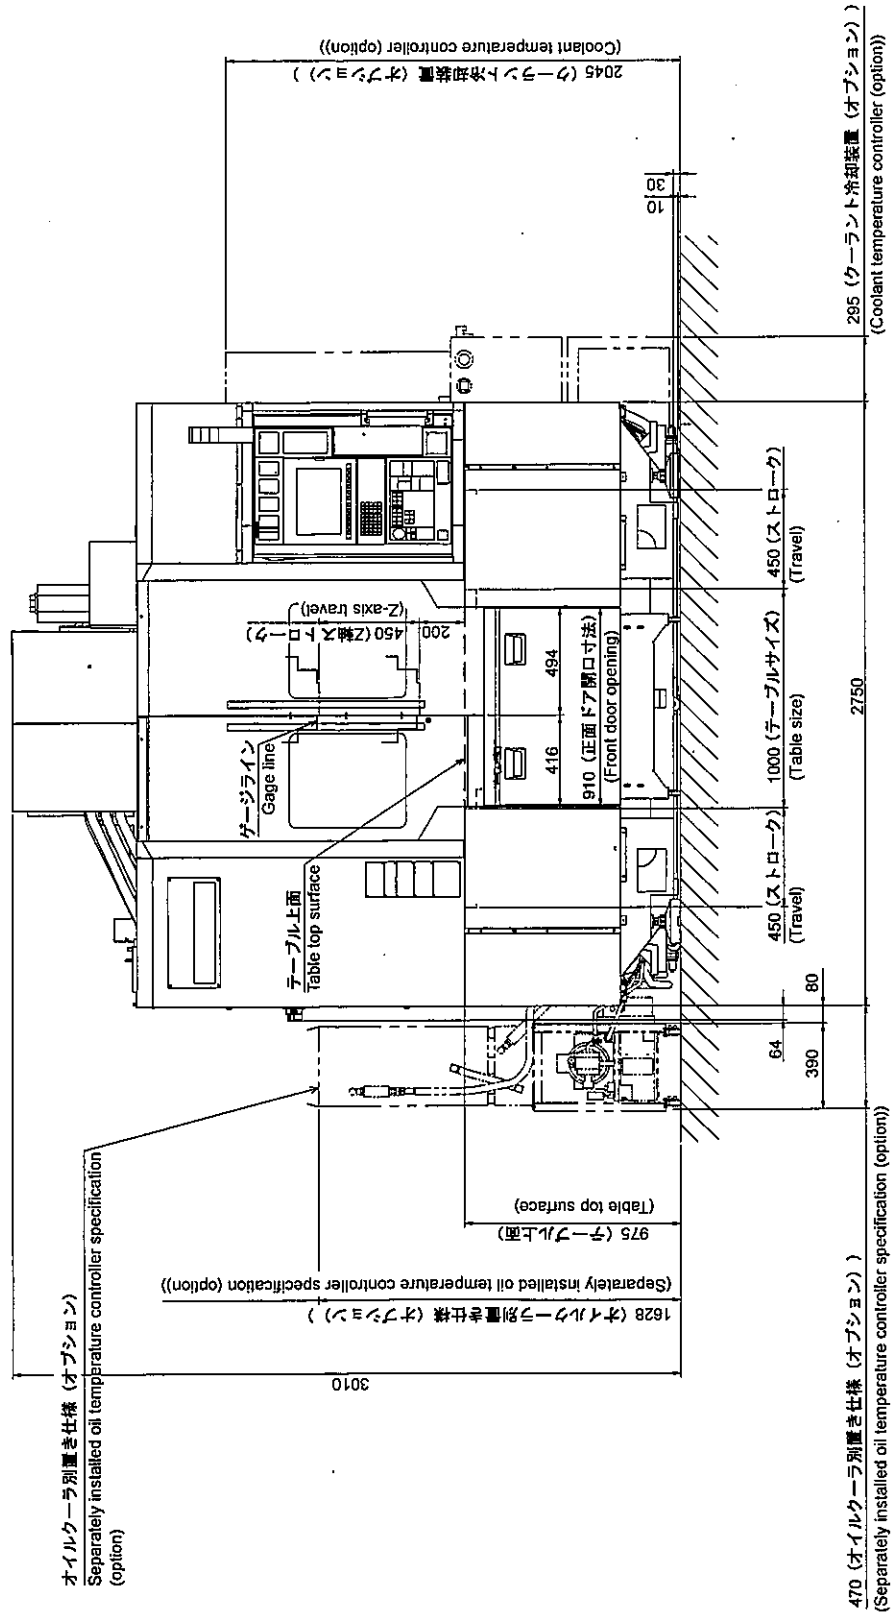 オイルクーラ別置き仕様（オプション）
Separately installed oil temperature controller specification
(option)
3010
1628（オイルクーラ別置き仕様（オプション））
(Separately installed oil temperature controller specification (option))
975（テーブル上面）
(Table top surface)
テーブル上面
Table top surface
ゲージライン
Gage line
450（Z軸ストローク）
(Z-axis travel)
200
2045（クーラント冷却装置（オプション））
(Coolant temperature controller (option))
30
10
416
494
910（正面ドア開口寸法）
(Front door opening)
64
450（ストローク）
(Travel)
1000（テーブルサイズ）
(Table size)
450（ストローク）
(Travel)
390
80
2750
470（オイルクーラ別置き仕様（オプション））
(Separately installed oil temperature controller specification (option))
295（クーラント冷却装置（オプション））
(Coolant temperature controller (option))